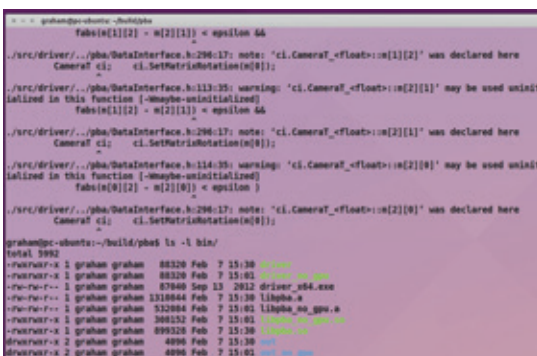 graham@pc-ubuntu: ~/build/pba
fabs(m[1][2] - m[2][1]) < epsilon &&
^
./src/driver/../pba/DataInterface.h:296:17: note: 'ci.CameraT_<float>::m[1][2]' was declared here
CameraT ci; ci.SetMatrixRotation(m[0]);
^
./src/driver/../pba/DataInterface.h:113:35: warning: 'ci.CameraT_<float>::m[2][1]' may be used uninit
ialized in this function [-Wmaybe-uninitialized]
fabs(m[1][2] - m[2][1]) < epsilon &&
^
./src/driver/../pba/DataInterface.h:296:17: note: 'ci.CameraT_<float>::m[2][1]' was declared here
CameraT ci; ci.SetMatrixRotation(m[0]);
^
./src/driver/../pba/DataInterface.h:114:35: warning: 'ci.CameraT_<float>::m[2][0]' may be used uninit
ialized in this function [-Wmaybe-uninitialized]
fabs(m[0][2] - m[2][0]) < epsilon )
^
./src/driver/../pba/DataInterface.h:296:17: note: 'ci.CameraT_<float>::m[2][0]' was declared here
CameraT ci; ci.SetMatrixRotation(m[0]);
^
graham@pc-ubuntu:~/build/pba$ ls -l bin/
total 5992
-rwxrwxr-x 1 graham graham 88320 Feb 7 15:30 driver
-rwxrwxr-x 1 graham graham 88320 Feb 7 15:01 driver_no_gpu
-rw-rw-r-- 1 graham graham 87040 Sep 13 2012 driver_x64.exe
-rw-rw-r-- 1 graham graham 1310844 Feb 7 15:30 libpba.a
-rw-rw-r-- 1 graham graham 532084 Feb 7 15:01 libpba_no_gpu.a
-rwxrwxr-x 1 graham graham 308152 Feb 7 15:01 libpba_no_gpu.so
-rwxrwxr-x 1 graham graham 899328 Feb 7 15:30 libpba.so
drwxrwxr-x 2 graham graham 4096 Feb 7 15:30
drwxrwxr-x 2 graham graham 4096 Feb 7 15:01